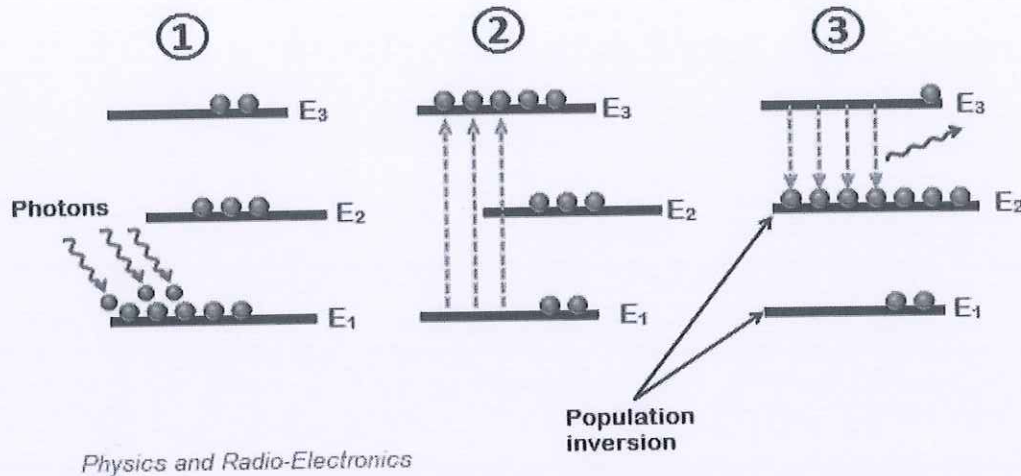 1
2
3
E₃
E₃
E₃
Photons
E₂
E₂
E₂
E₁
E₁
E₁
Population
inversion
Physics and Radio-Electronics